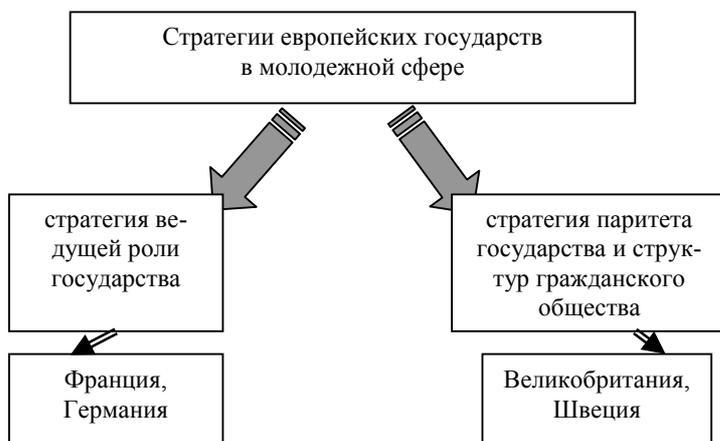 Стратегии европейских государств
в молодежной сфере
стратегия ве-
дущей роли
государства
стратегия паритета
государства и струк-
тур гражданского
общества
Франция,
Германия
Великобритания,
Швеция